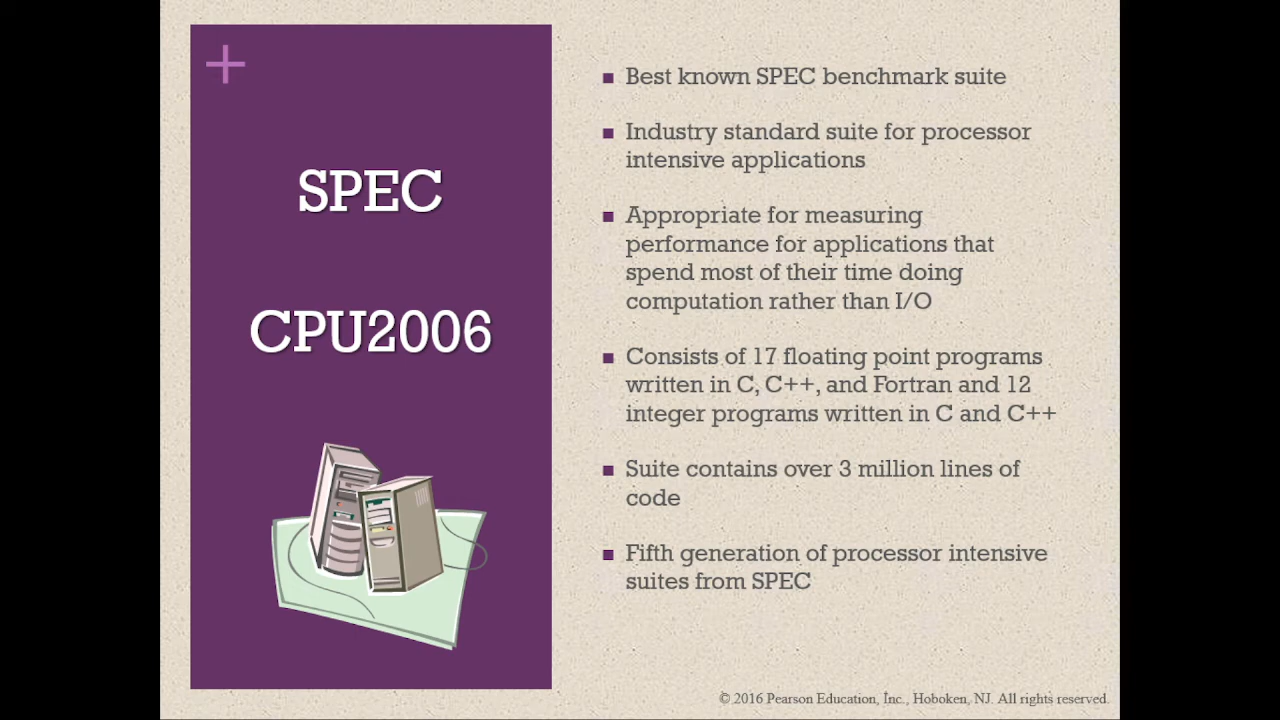 +
SPEC
CPU2006
Best known SPEC benchmark suite
Industry standard suite for processor
intensive applications
Appropriate for measuring
performance for applications that
spend most of their time doing
computation rather than I/O
Consists of 17 floating point programs
written in C, C++, and Fortran and 12
integer programs written in C and C++
Suite contains over 3 million lines of
code
Fifth generation of processor intensive
suites from SPEC
© 2016 Pearson Education, Inc., Hoboken, NJ. All rights reserved.